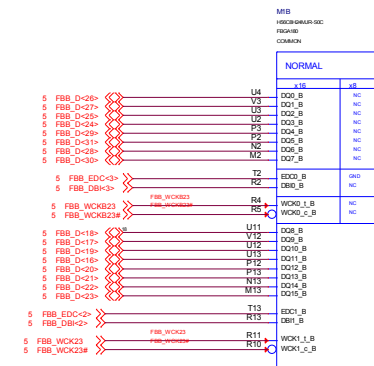 M1B
H56C8H24MJR-S0C
FBGA180
COMMON
NORMAL
x16 x8
5 FBB_D<26> U4 DQ0_B NC
5 FBB_D<27> V3 DQ1_B NC
5 FBB_D<25> U3 DQ2_B NC
5 FBB_D<24> U2 DQ3_B NC
5 FBB_D<29> P3 DQ4_B NC
5 FBB_D<31> P2 DQ5_B NC
5 FBB_D<28> N2 DQ6_B NC
5 FBB_D<30> M2 DQ7_B NC
5 FBB_EDC<3> T2 EDC0_B GND
5 FBB_DBI<3> R2 DBI0_B NC
5 FBB_WCKB23 FBB_WCKB23 R4 WCK0_t_B NC
5 FBB_WCKB23# FBB_WCKB23# R5 WCK0_c_B NC
5 FBB_D<18> U11 DQ8_B
5 FBB_D<17> V12 DQ9_B
5 FBB_D<19> U12 DQ10_B
5 FBB_D<16> U13 DQ11_B
5 FBB_D<20> P12 DQ12_B
5 FBB_D<21> P13 DQ13_B
5 FBB_D<22> N13 DQ14_B
5 FBB_D<23> M13 DQ15_B
5 FBB_EDC<2> T13 EDC1_B
5 FBB_DBI<2> R13 DBI1_B
5 FBB_WCK23 FBB_WCK23 R11 WCK1_t_B
5 FBB_WCK23# FBB_WCK23# R10 WCK1_c_B